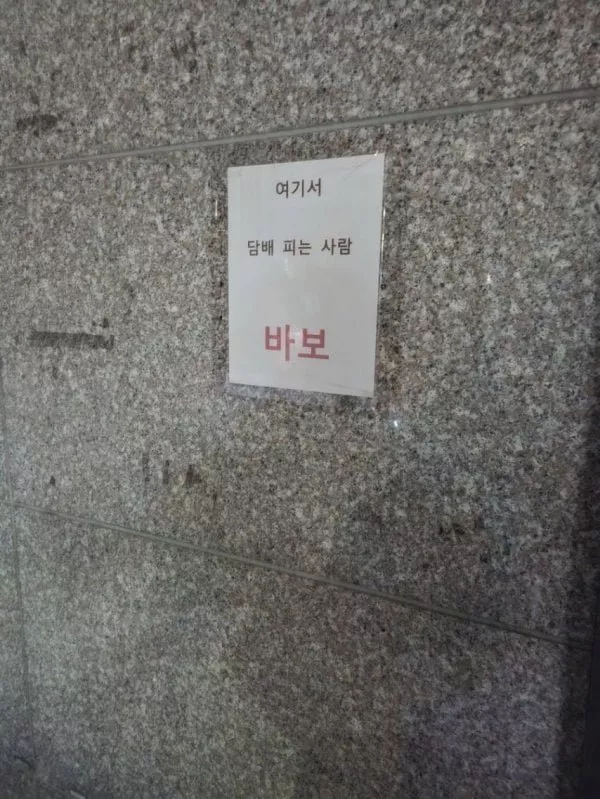 여기서
담배 피는 사람
바보